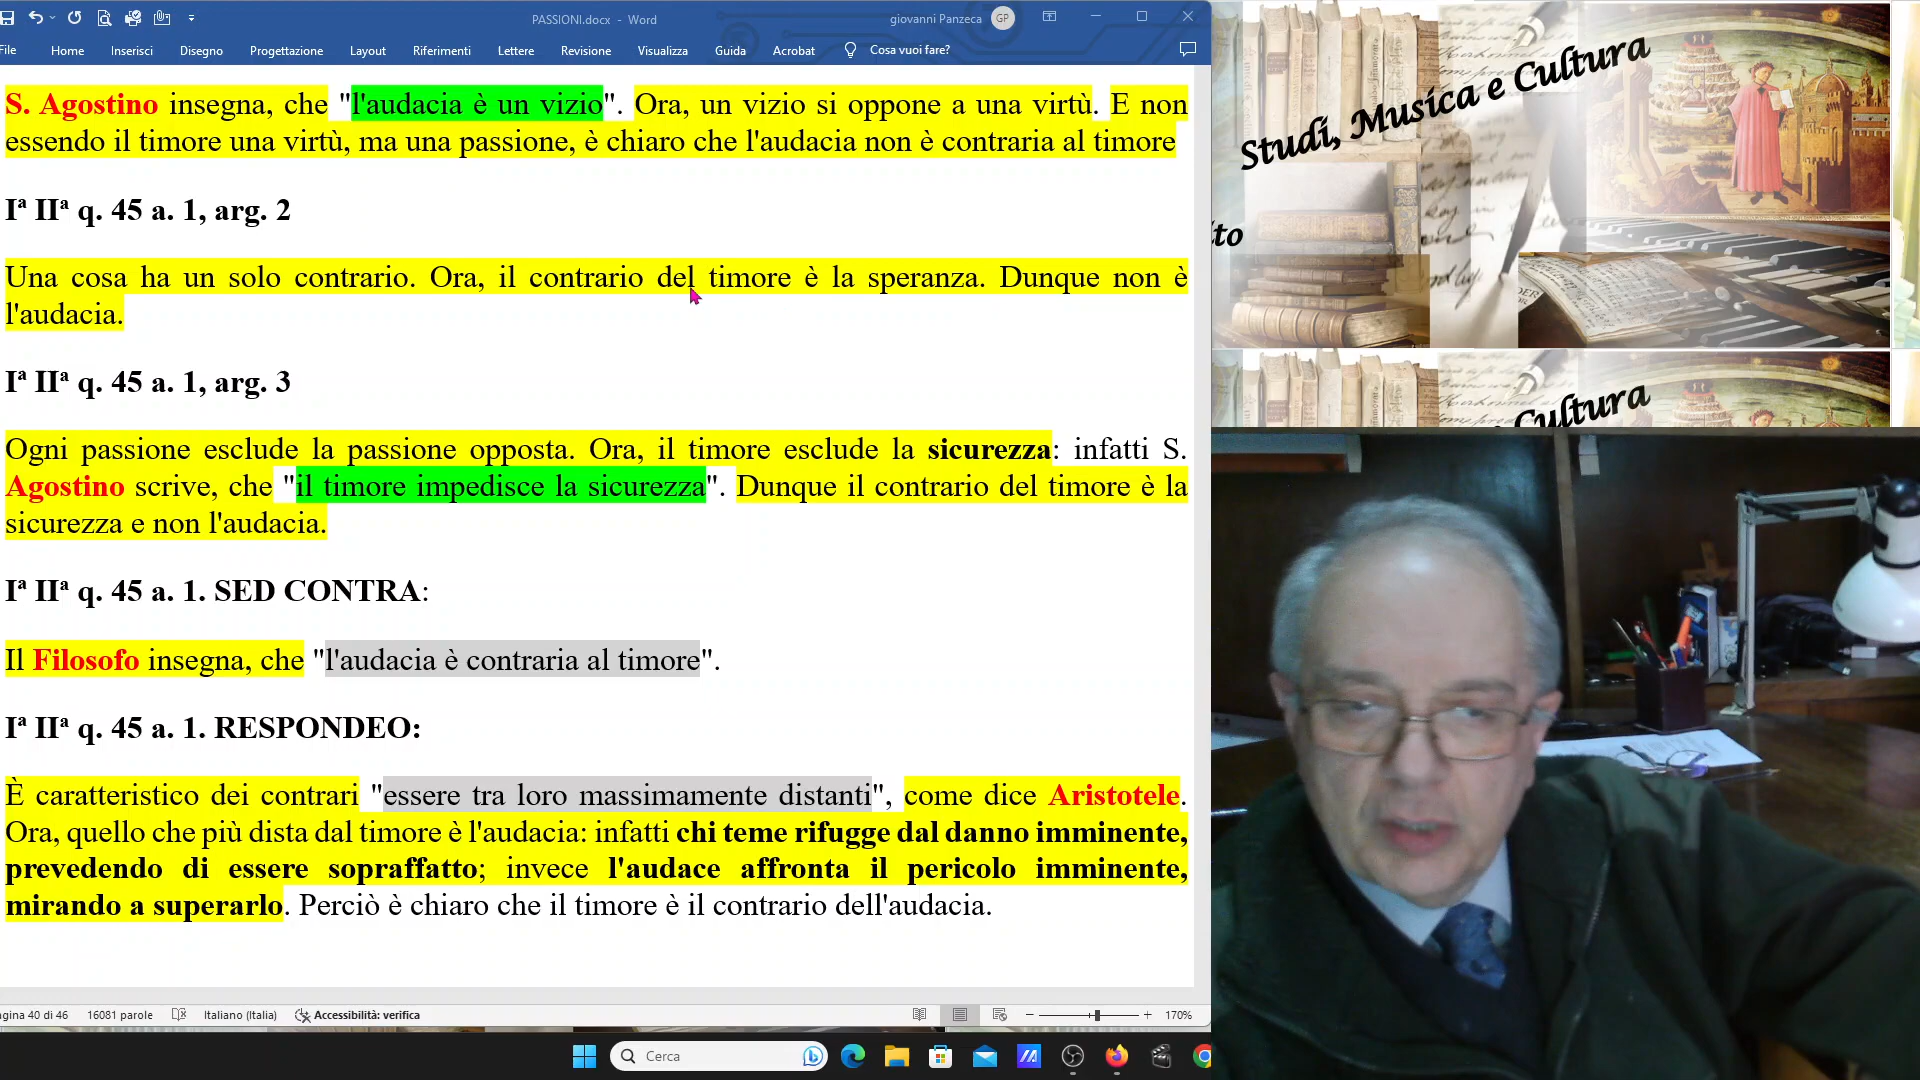 PASSIONI.docx - Word
giovanni Panzeca
GP
File
Home
Inserisci
Disegno
Progettazione
Layout
Riferimenti
Lettere
Revisione
Visualizza
Guida
Acrobat
Cosa vuoi fare?
S. Agostino insegna, che "l'audacia è un vizio". Ora, un vizio si oppone a una virtù. E non
essendo il timore una virtù, ma una passione, è chiaro che l'audacia non è contraria al timore
Iª IIª q. 45 a. 1, arg. 2
Una cosa ha un solo contrario. Ora, il contrario del timore è la speranza. Dunque non è
l'audacia.
Iª IIª q. 45 a. 1, arg. 3
Ogni passione esclude la passione opposta. Ora, il timore esclude la sicurezza: infatti S.
Agostino scrive, che "il timore impedisce la sicurezza". Dunque il contrario del timore è la
sicurezza e non l'audacia.
Iª IIª q. 45 a. 1. SED CONTRA:
Il Filosofo insegna, che "l'audacia è contraria al timore".
Iª IIª q. 45 a. 1. RESPONDEO:
È caratteristico dei contrari "essere tra loro massimamente distanti", come dice Aristotele.
Ora, quello che più dista dal timore è l'audacia: infatti chi teme rifugge dal danno imminente,
prevedendo di essere sopraffatto; invece l'audace affronta il pericolo imminente,
mirando a superarlo. Perciò è chiaro che il timore è il contrario dell'audacia.
agina 40 di 46
16081 parole
Italiano (Italia)
Accessibilità: verifica
170%
Cerca
Studi, Musica e Cultura
ito
Cultura